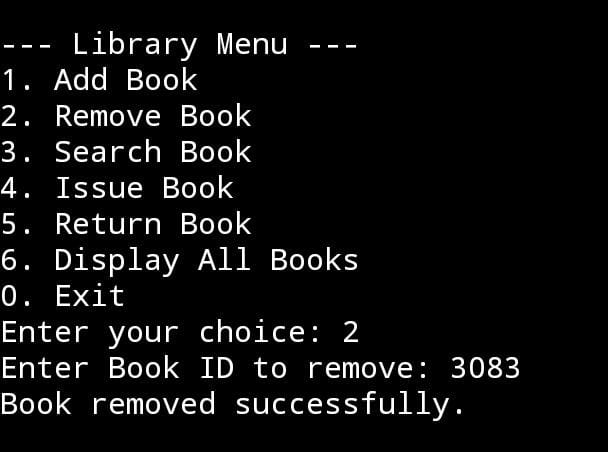 --- Library Menu ---
1. Add Book
2. Remove Book
3. Search Book
4. Issue Book
5. Return Book
6. Display All Books
0. Exit
Enter your choice: 2
Enter Book ID to remove: 3083
Book removed successfully.